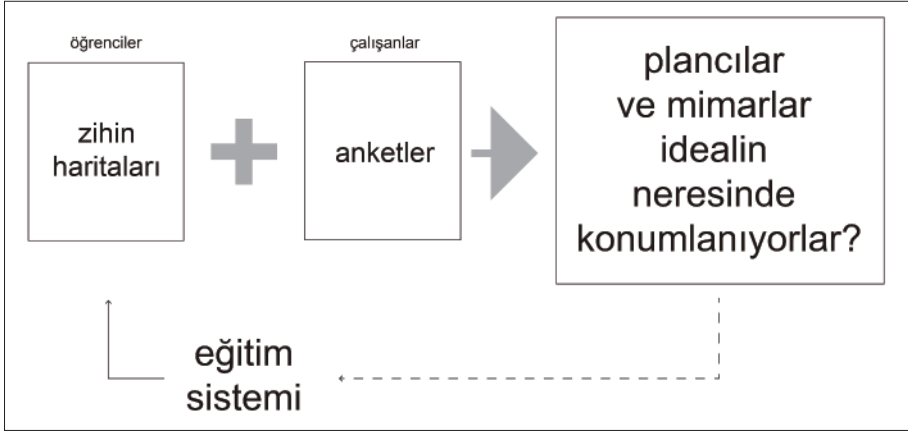 öğrenciler
zihin
haritaları
çalışanlar
anketler
plancılar
ve mimarlar
idealin
neresinde
konumlanıyorlar?
eğitim
sistemi